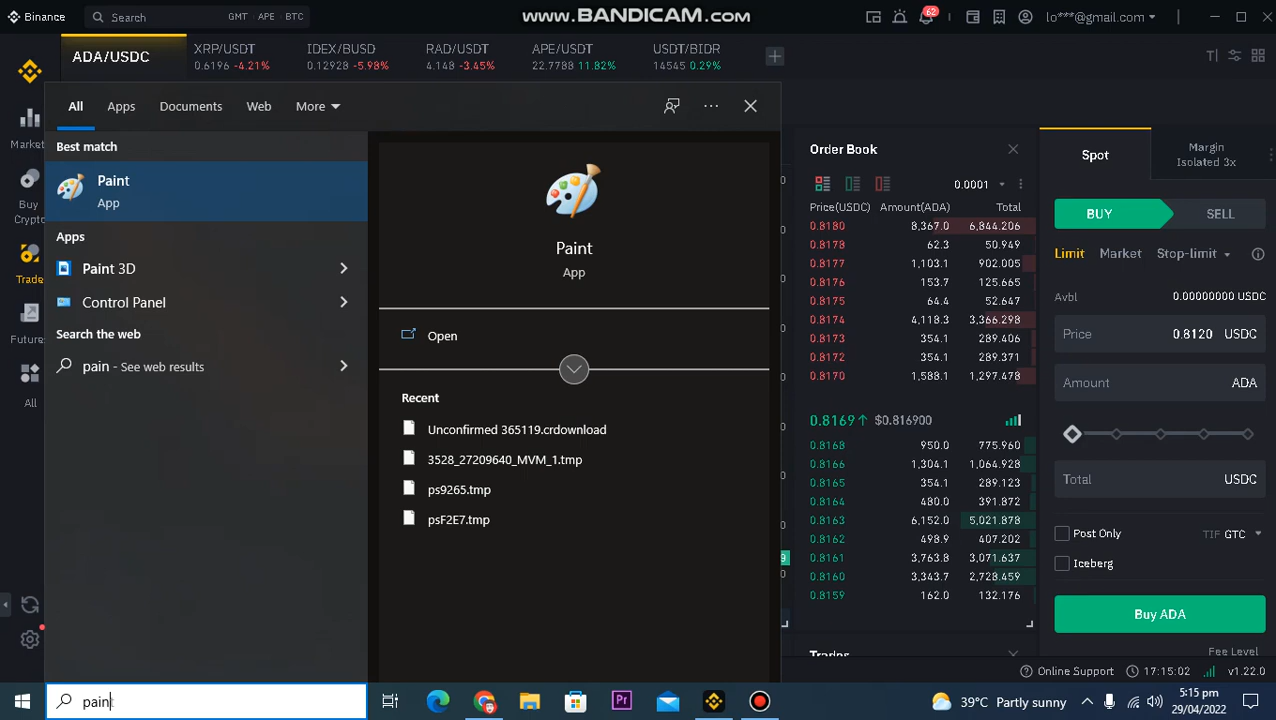 Binance
Search
GMT · APE · BTC
www.BANDICAM.com
62
lo***@gmail.com
ADA/USDC
XRP/USDT
0.6196 -4.21%
IDEX/BUSD
0.12928 -5.98%
RAD/USDT
4.148 -3.45%
APE/USDT
22.7788 11.82%
USDT/BIDR
14545 0.29%
Market
Buy
Crypto
Trade
Future
All
All Apps Documents Web More
Best match
Paint
App
Apps
Paint 3D
Control Panel
Search the web
pain - See web results
Paint
App
Open
Recent
Unconfirmed 365119.crdownload
3528_27209640_MVM_1.tmp
ps9265.tmp
psF2E7.tmp
Order Book
0.0001
Price(USDC) Amount(ADA) Total
0.8180 8,367.0 6,844.206
0.8178 62.3 50.949
0.8177 1,103.1 902.005
0.8176 153.7 125.665
0.8175 64.4 52.647
0.8174 4,118.3 3,366.298
0.8173 354.1 289.406
0.8172 354.1 289.371
0.8170 1,588.1 1,297.478
0.8169↑ $0.816900
0.8168 950.0 775.960
0.8166 1,304.1 1,064.928
0.8165 354.1 289.123
0.8164 480.0 391.872
0.8163 6,152.0 5,021.878
0.8162 498.9 407.202
0.8161 3,763.8 3,071.637
0.8160 3,343.7 2,728.459
0.8159 162.0 132.176
Spot
Margin
Isolated 3x
BUY SELL
Limit Market Stop-limit
Avbl 0.00000000 USDC
Price 0.8120 USDC
Amount ADA
Total USDC
Post Only TIF GTC
Iceberg
Buy ADA
Fee Level
Online Support 17:15:02 v1.22.0
pain
39°C Partly sunny
5:15 pm
29/04/2022